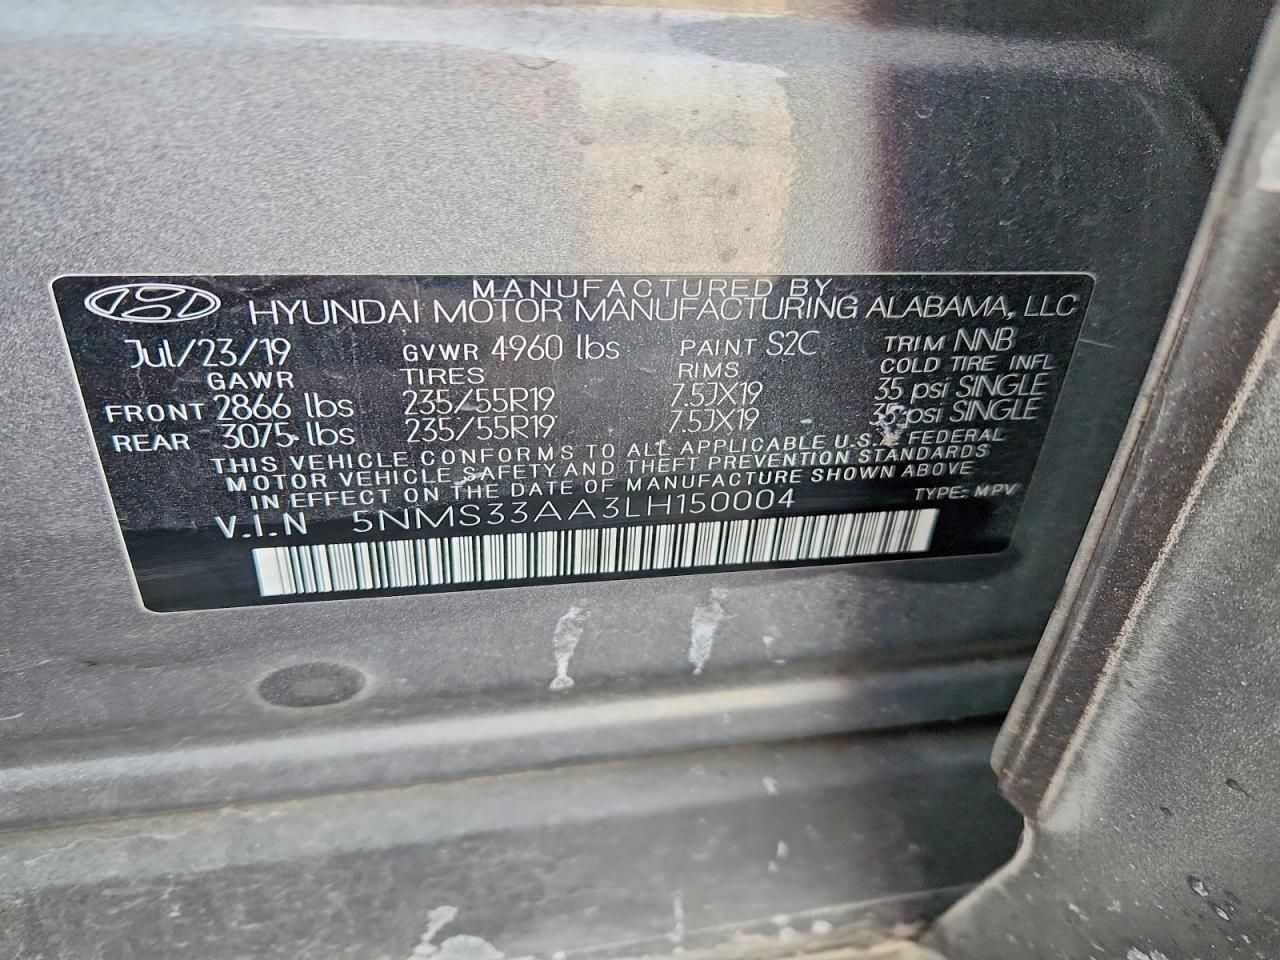 MANUFACTURED BY
HYUNDAI MOTOR MANUFACTURING ALABAMA, LLC
Jul/23/19 GVWR 4960 lbs PAINT S2C TRIM NNB
GAWR TIRES RIMS COLD TIRE INFL
FRONT 2866 lbs 235/55R19 7.5JX19 35 psi SINGLE
REAR 3075 lbs 235/55R19 7.5JX19 35 psi SINGLE
THIS VEHICLE CONFORMS TO ALL APPLICABLE U.S. FEDERAL
MOTOR VEHICLE SAFETY AND THEFT PREVENTION STANDARDS
IN EFFECT ON THE DATE OF MANUFACTURE SHOWN ABOVE
V.I.N 5NMS33AA3LH150004 TYPE: MPV